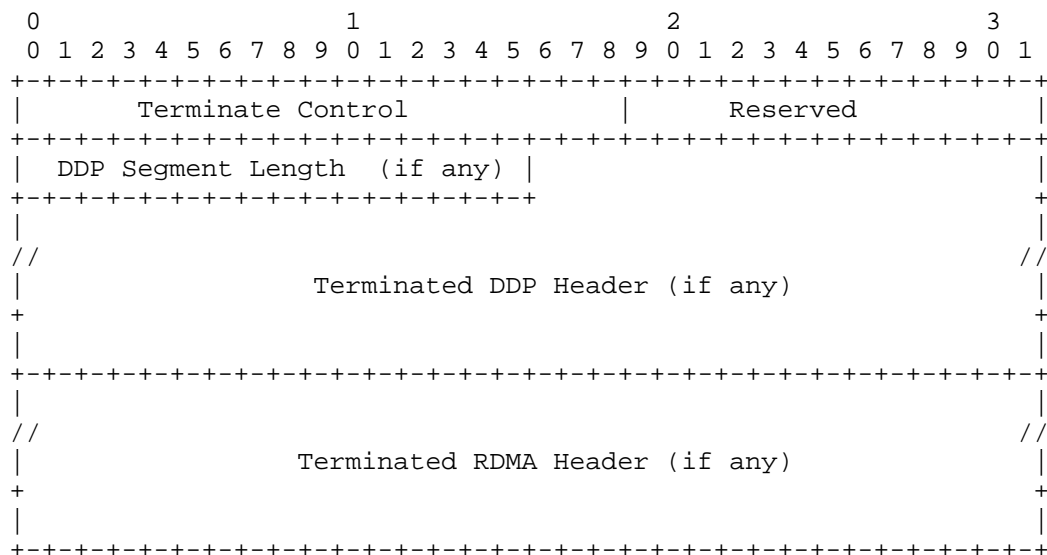 0                   1                   2                   3
 0 1 2 3 4 5 6 7 8 9 0 1 2 3 4 5 6 7 8 9 0 1 2 3 4 5 6 7 8 9 0 1
+-+-+-+-+-+-+-+-+-+-+-+-+-+-+-+-+-+-+-+-+-+-+-+-+-+-+-+-+-+-+-+-+
|       Terminate Control             |      Reserved           |
+-+-+-+-+-+-+-+-+-+-+-+-+-+-+-+-+-+-+-+-+-+-+-+-+-+-+-+-+-+-+-+-+
|  DDP Segment Length  (if any) |                               |
+-+-+-+-+-+-+-+-+-+-+-+-+-+-+-+-+                               +
|                                                               |
//                                                             //
|                  Terminated DDP Header (if any)               |
+                                                               +
|                                                               |
+-+-+-+-+-+-+-+-+-+-+-+-+-+-+-+-+-+-+-+-+-+-+-+-+-+-+-+-+-+-+-+-+
|                                                               |
//                                                             //
|                 Terminated RDMA Header (if any)               |
+                                                               +
|                                                               |
+-+-+-+-+-+-+-+-+-+-+-+-+-+-+-+-+-+-+-+-+-+-+-+-+-+-+-+-+-+-+-+-+